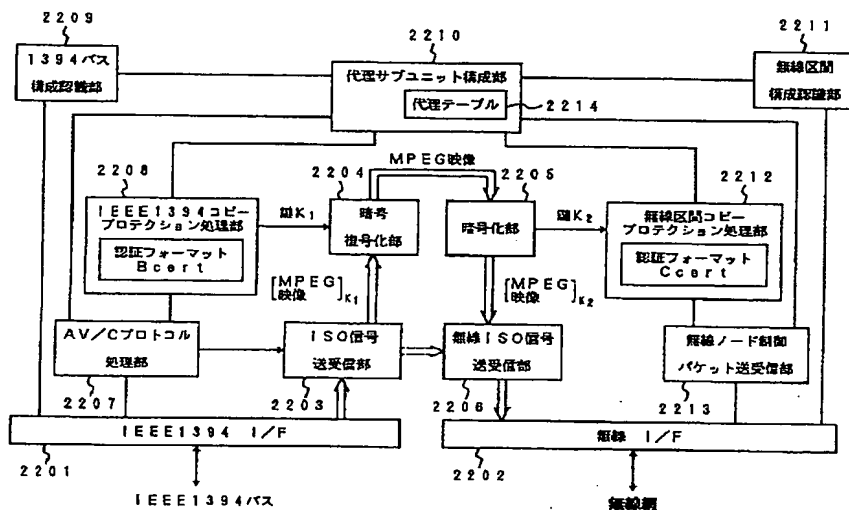 2209
1394バス
構成認識部
2210
代理サブユニット構成部
代理テーブル
2214
2211
無線区間
構成認識部
MPEG映像
2208
IEEE1394コピー
プロテクション処理部
認証フォーマット
Bcert
鍵K1
2204
暗号
複号化部
2205
暗号化部
鍵K2
2212
無線区間コピー
プロテクション処理部
認証フォーマット
Ccert
[MPEG
映像]K1
[MPEG
映像]K2
AV/Cプロトコル
処理部
2207
ISO信号
送受信部
2203
無線ISO信号
送受信部
2206
無線ノード制御
パケット送受信部
2213
IEEE1394 I/F
2201
無線 I/F
2202
IEEE1394バス
無線網